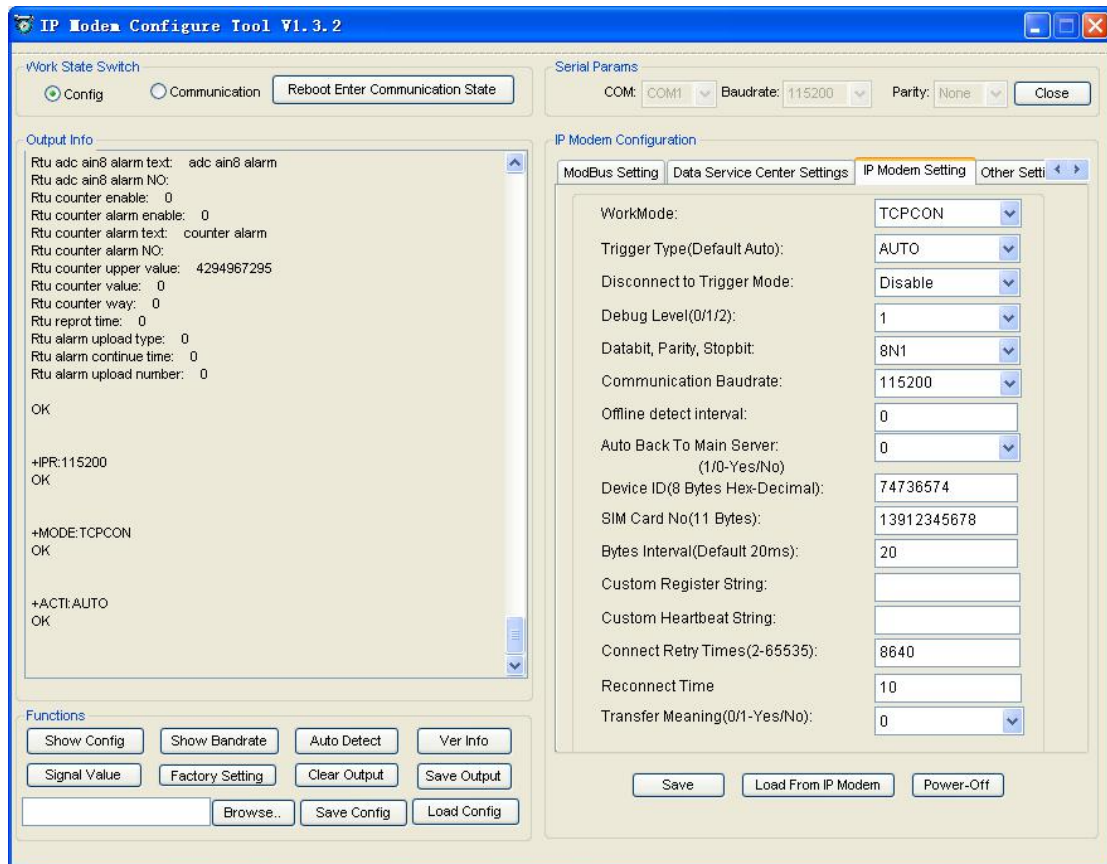 IP Modem Configure Tool V1.3.2
Work State Switch
Config
Communication
Reboot Enter Communication State
Serial Params
COM: COM1
Baudrate: 115200
Parity: None
Close
Output Info
Rtu adc ain8 alarm text: adc ain8 alarm
Rtu adc ain8 alarm NO:
Rtu counter enable: 0
Rtu counter alarm enable: 0
Rtu counter alarm text: counter alarm
Rtu counter alarm NO:
Rtu counter upper value: 4294967295
Rtu counter value: 0
Rtu counter way: 0
Rtu reprot time: 0
Rtu alarm upload type: 0
Rtu alarm continue time: 0
Rtu alarm upload number: 0
OK
+IPR:115200
OK
+MODE:TCPCON
OK
+ACTI:AUTO
OK
Functions
Show Config
Show Bandrate
Auto Detect
Ver Info
Signal Value
Factory Setting
Clear Output
Save Output
Browse..
Save Config
Load Config
IP Modem Configuration
ModBus Setting
Data Service Center Settings
IP Modem Setting
Other Setti
WorkMode: TCPCON
Trigger Type(Default Auto): AUTO
Disconnect to Trigger Mode: Disable
Debug Level(0/1/2): 1
Databit, Parity, Stopbit: 8N1
Communication Baudrate: 115200
Offline detect interval: 0
Auto Back To Main Server: 0
(1/0-Yes/No)
Device ID(8 Bytes Hex-Decimal): 74736574
SIM Card No(11 Bytes): 13912345678
Bytes Interval(Default 20ms): 20
Custom Register String:
Custom Heartbeat String:
Connect Retry Times(2-65535): 8640
Reconnect Time 10
Transfer Meaning(0/1-Yes/No): 0
Save
Load From IP Modem
Power-Off